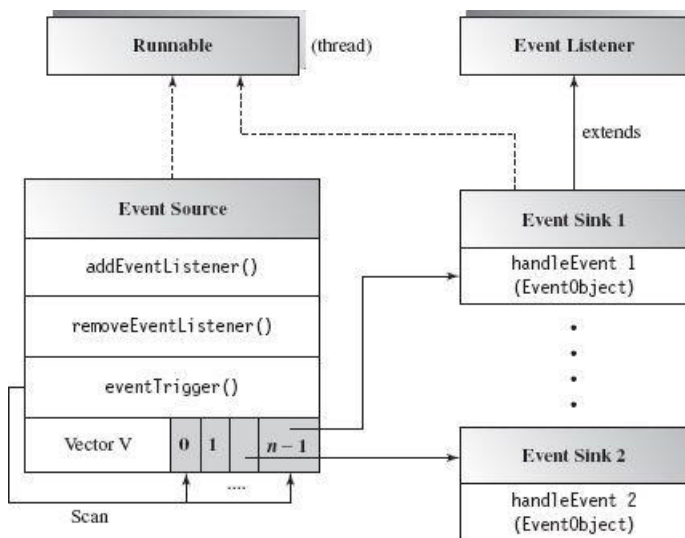 Runnable
(thread)
Event Listener
extends
Event Source
addEventListener()
removeEventListener()
eventTrigger()
Vector V
0
1
n – 1
....
Scan
Event Sink 1
handleEvent 1
(EventObject)
Event Sink 2
handleEvent 2
(EventObject)